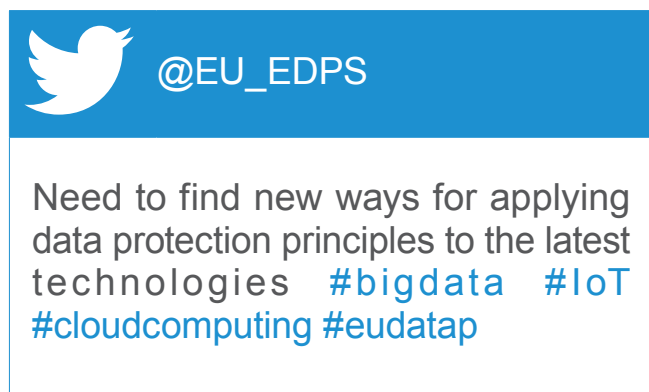 @EU_EDPS
Need to find new ways for applying
data protection principles to the latest
technologies #bigdata #IoT
#cloudcomputing #eudatap